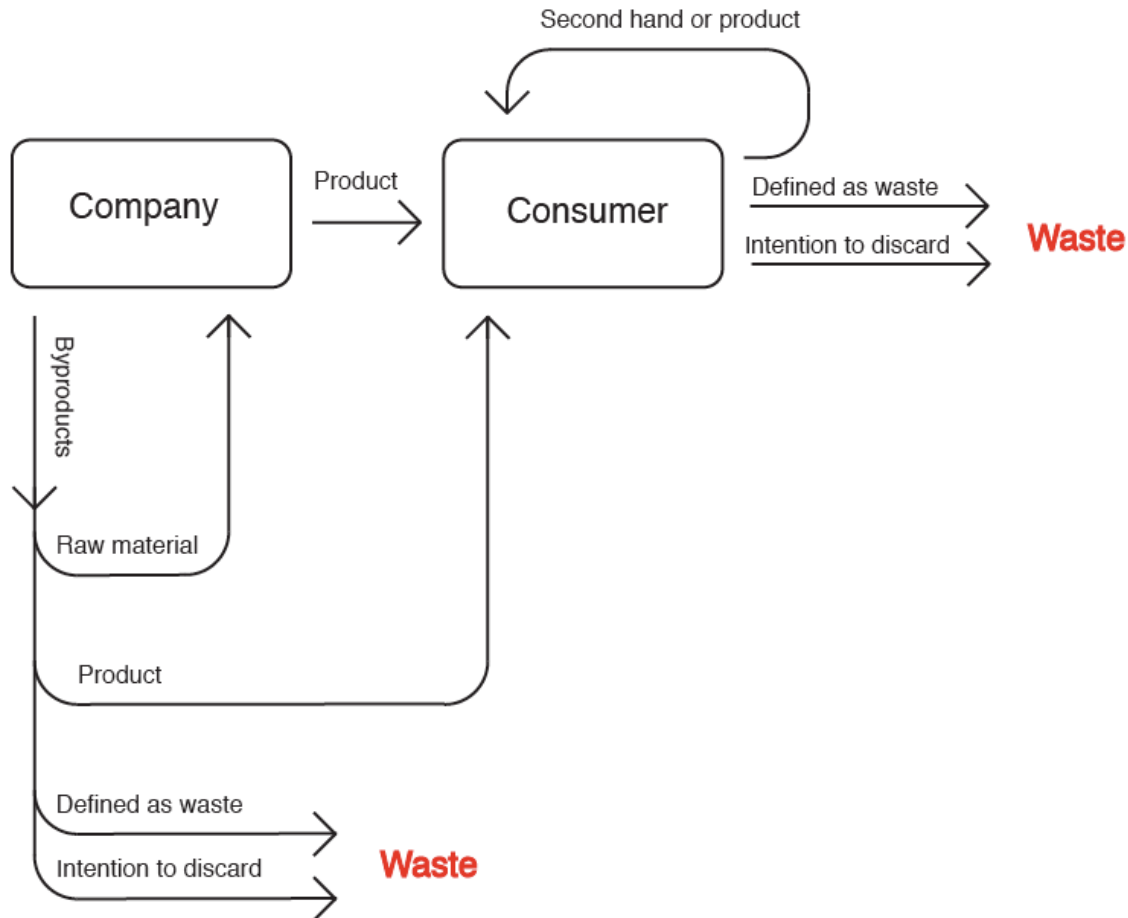 Second hand or product
Company
Product
Consumer
Defined as waste
Intention to discard
Waste
Byproducts
Raw material
Product
Defined as waste
Intention to discard
Waste